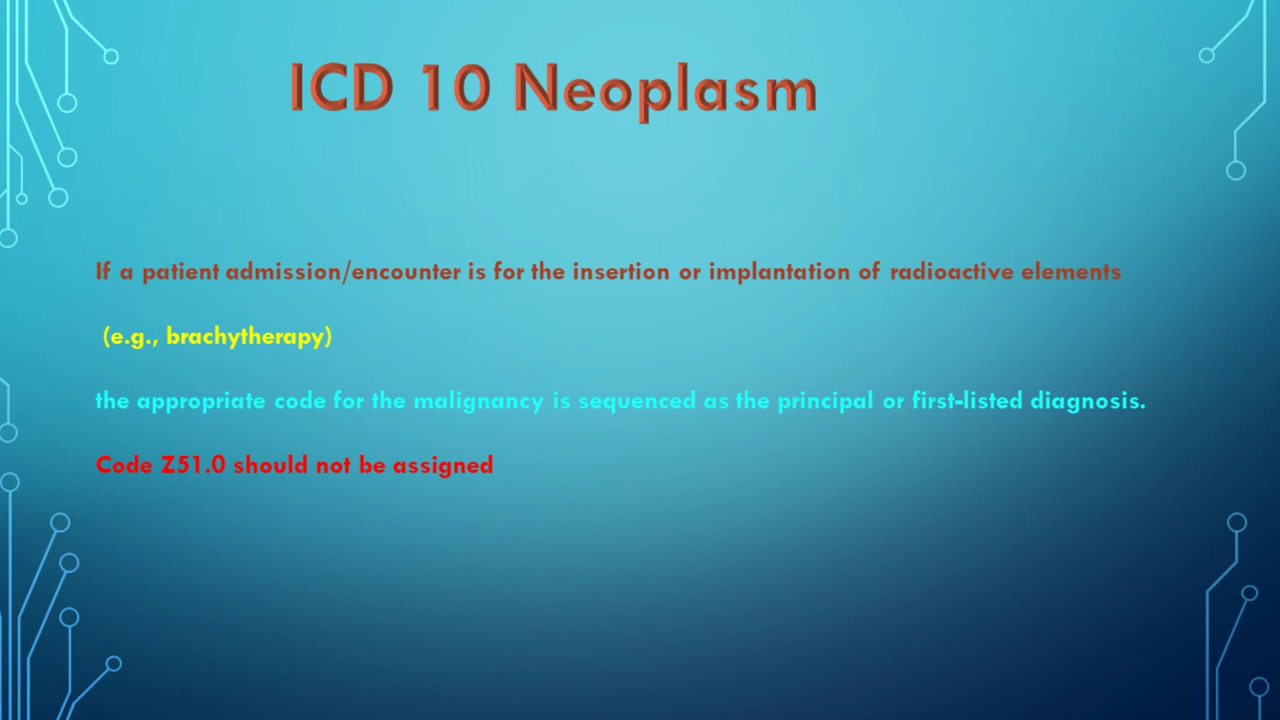 ICD 10 Neoplasm
If a patient admission/encounter is for the insertion or implantation of radioactive elements
(e.g., brachytherapy)
the appropriate code for the malignancy is sequenced as the principal or first-listed diagnosis.
Code Z51.0 should not be assigned